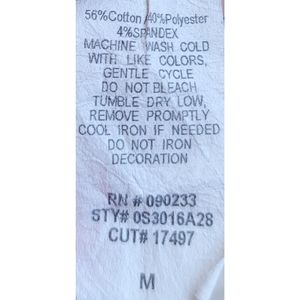 56%Cotton/40%Polyester
4%SPANDEX
MACHINE WASH COLD
WITH LIKE COLORS,
GENTLE CYCLE
DO NOT BLEACH
TUMBLE DRY LOW,
REMOVE PROMPTLY
COOL IRON IF NEEDED
DO NOT IRON
DECORATION
RN # 090233
STY# 0S3016A28
CUT# 17497
M